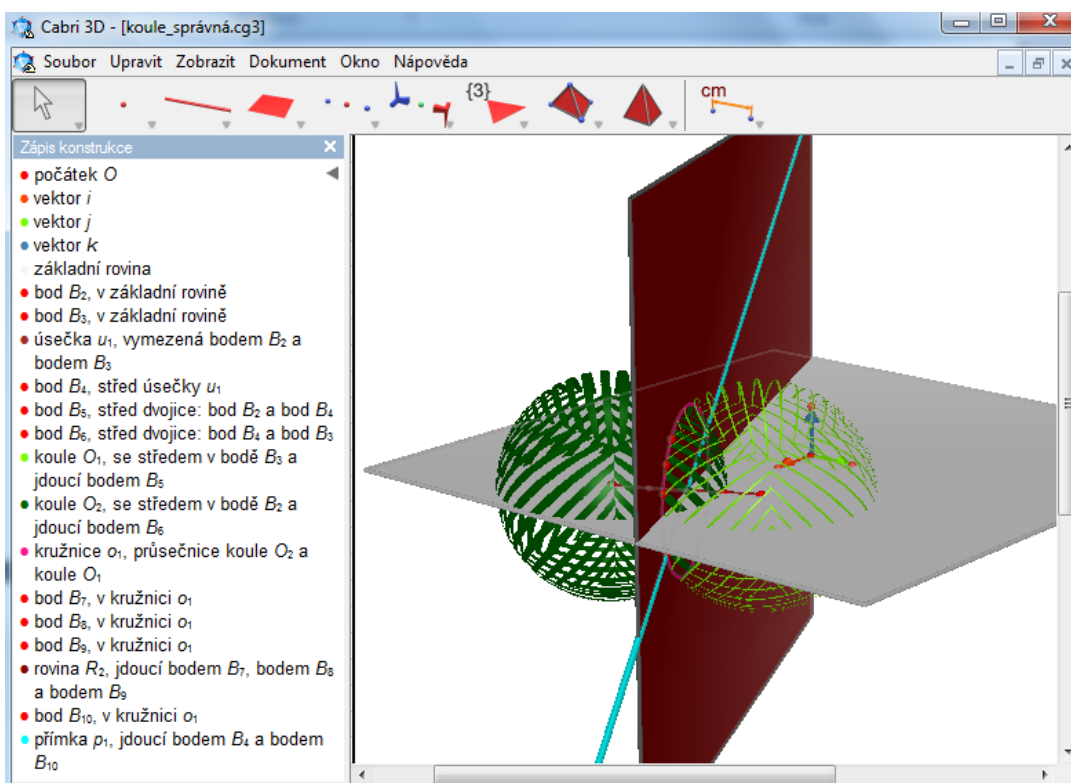 Cabri 3D - [koule_správná.cg3]
Soubor Upravit Zobrazit Dokument Okno Nápověda
{3}
cm
Zápis konstrukce
počátek O
vektor i
vektor j
vektor k
základní rovina
bod B₂, v základní rovině
bod B₃, v základní rovině
úsečka u₁, vymezená bodem B₂ a
bodem B₃
bod B₄, střed úsečky u₁
bod B₅, střed dvojice: bod B₂ a bod B₄
bod B₆, střed dvojice: bod B₄ a bod B₃
koule O₁, se středem v bodě B₃ a
jdoucí bodem B₅
koule O₂, se středem v bodě B₂ a
jdoucí bodem B₆
kružnice o₁, průsečnice koule O₂ a
koule O₁
bod B₇, v kružnici o₁
bod B₈, v kružnici o₁
bod B₉, v kružnici o₁
rovina R₂, jdoucí bodem B₇, bodem B₈
a bodem B₉
bod B₁₀, v kružnici o₁
přímka p₁, jdoucí bodem B₄ a bodem
B₁₀